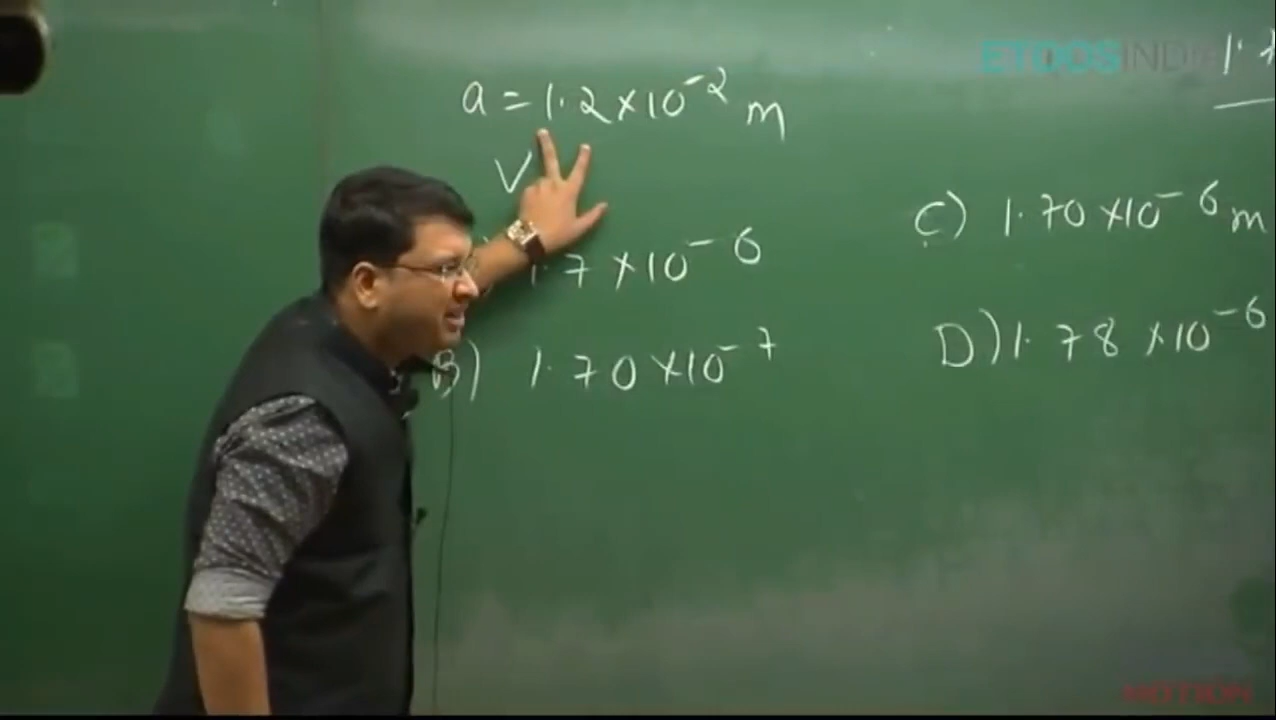 ETOOSINDIA
a = 1.2 × 10⁻² m
V
1.7 × 10⁻⁶
B) 1.70 × 10⁻⁷
C) 1.70 × 10⁻⁶ m
D) 1.78 × 10⁻⁶
MOTION